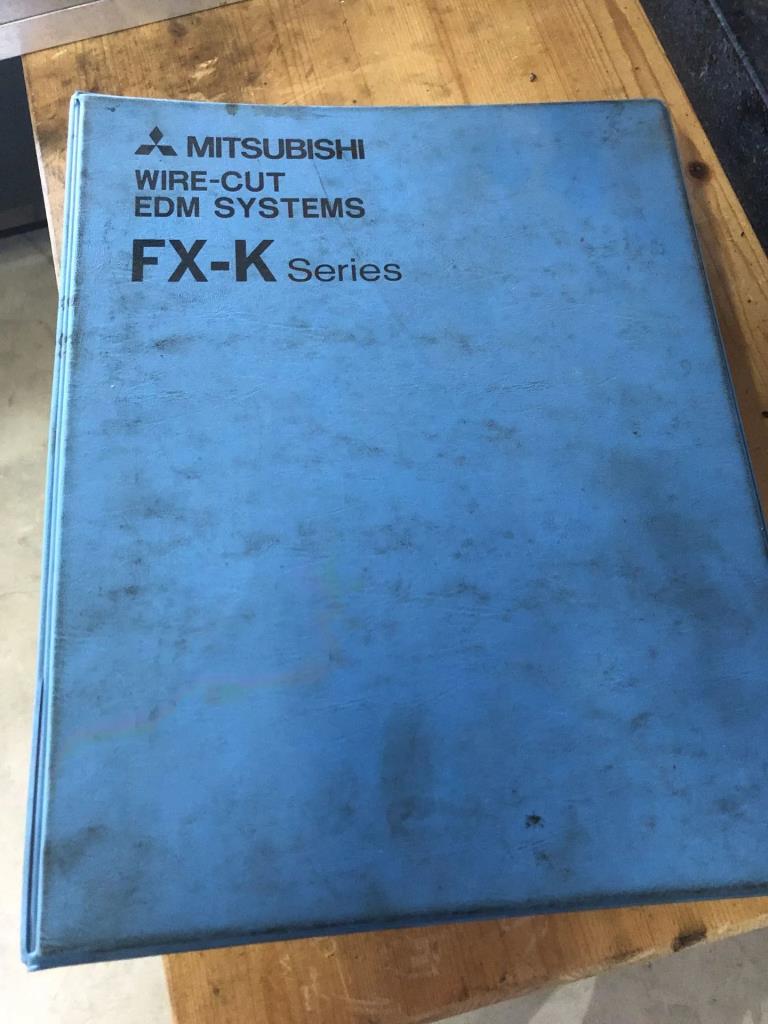 MITSUBISHI
WIRE-CUT
EDM SYSTEMS
FX-K Series